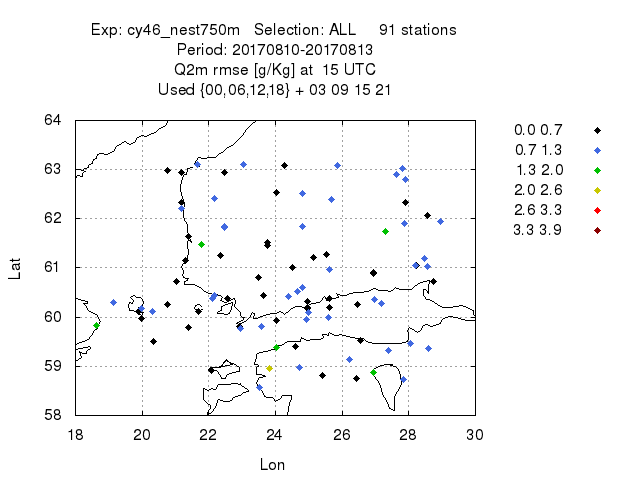 Exp: cy46_nest750m   Selection: ALL     91 stations
Period: 20170810-20170813
Q2m rmse [g/Kg] at  15 UTC
Used {00,06,12,18} + 03 09 15 21
64
63
62
61
60
59
58
Lat
18 20 22 24 26 28 30
Lon
0.0 0.7
0.7 1.3
1.3 2.0
2.0 2.6
2.6 3.3
3.3 3.9